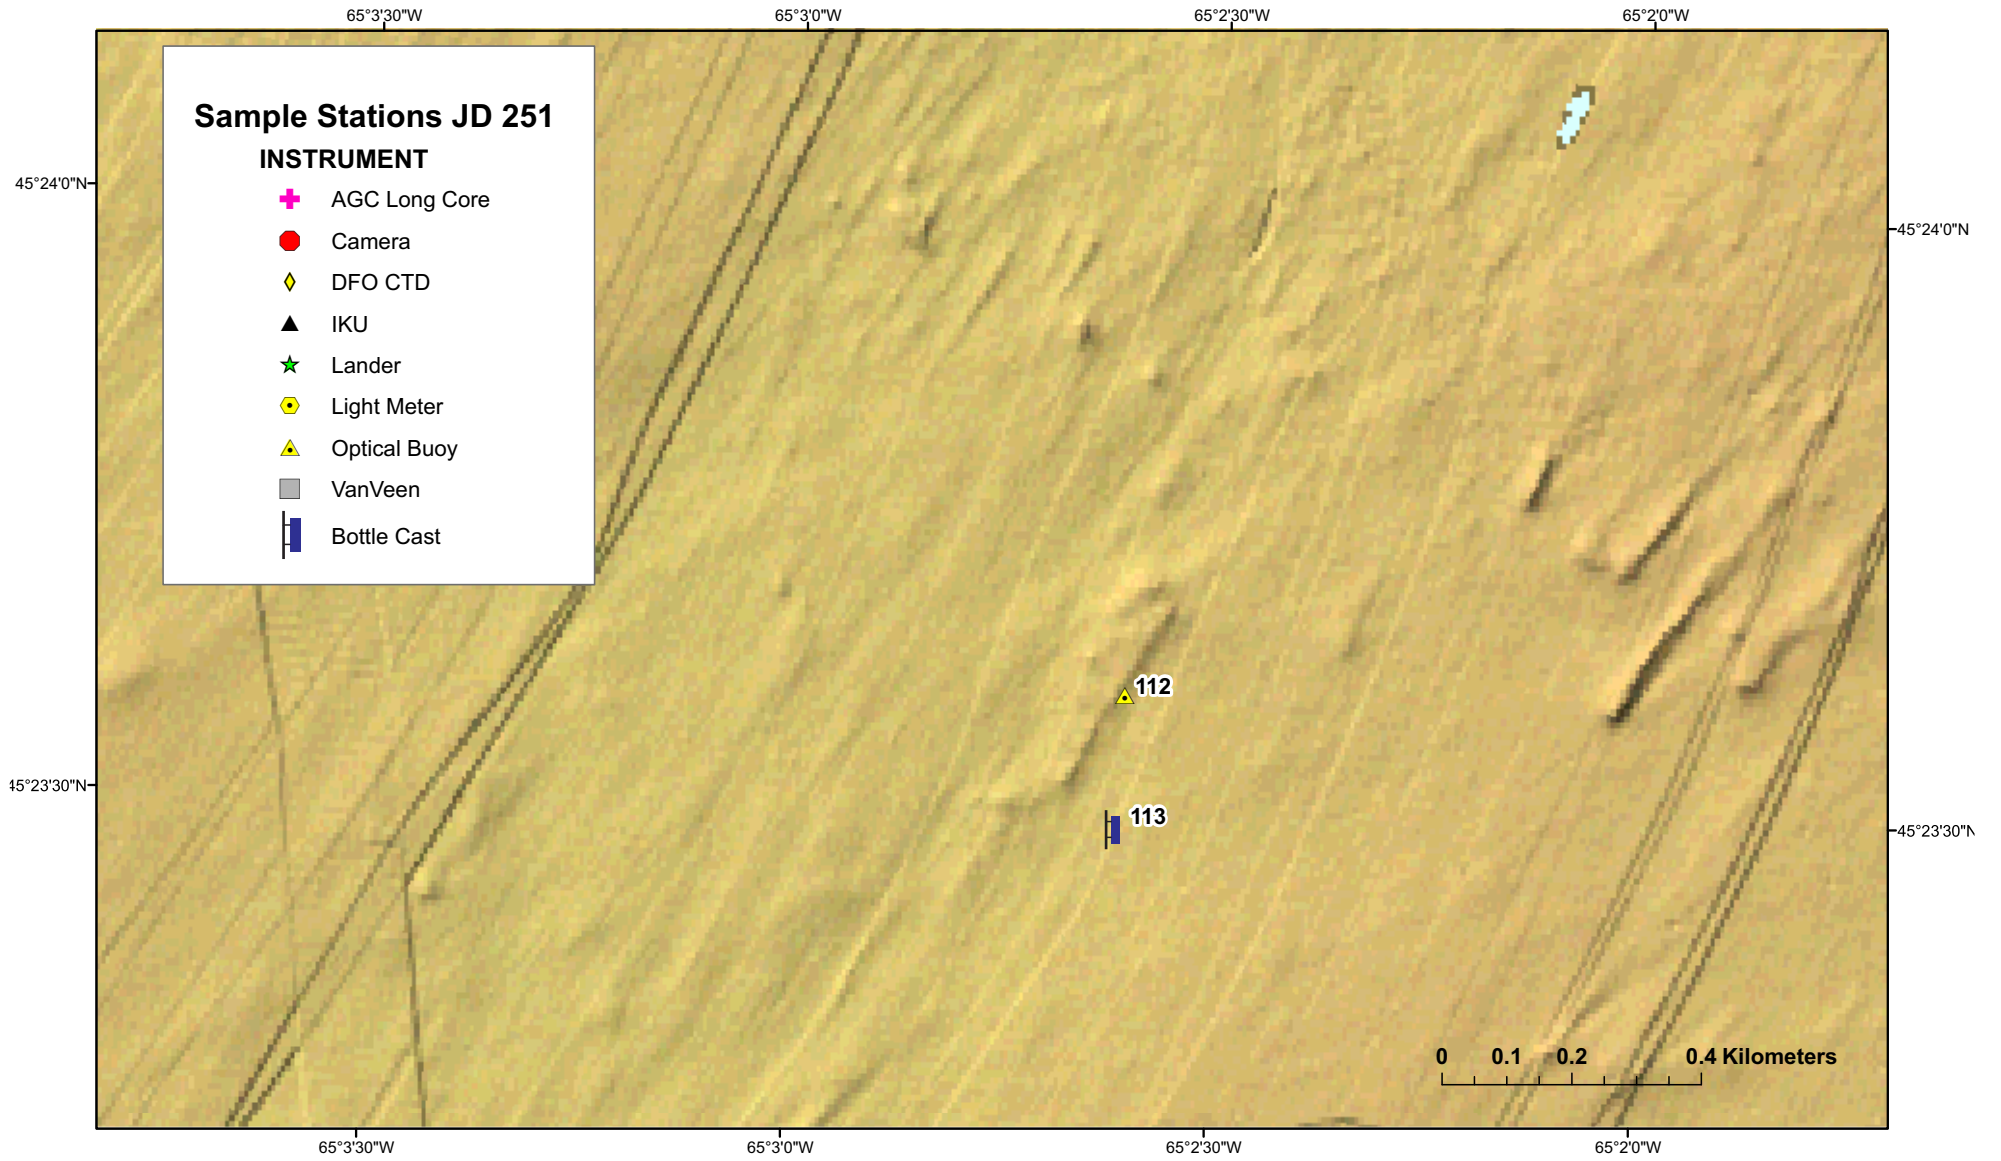 65°3'30"W 65°3'0"W 65°2'30"W 65°2'0"W
Sample Stations JD 251
INSTRUMENT
AGC Long Core
Camera
DFO CTD
IKU
Lander
Light Meter
Optical Buoy
VanVeen
Bottle Cast
45°24'0"N
45°24'0"N
112
45°23'30"N
113
45°23'30"N
0 0.1 0.2 0.4 Kilometers
65°3'30"W 65°3'0"W 65°2'30"W 65°2'0"W